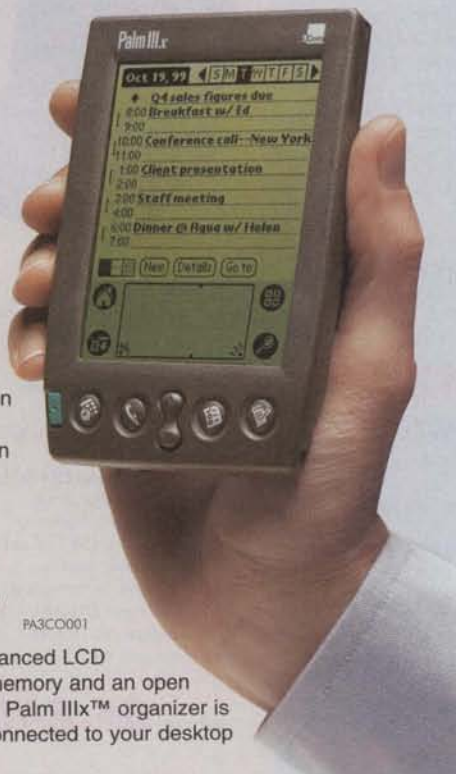 Palm IIIx
3Com
Oct 19, 99 S M T W T F S
Q4 sales figures due
8:00 Breakfast w/ Ed
9:00
10:00 Conference call--New York
11:00
1:00 Client presentation
2:00
2:00 Staff meeting
4:00
6:00 Dinner @ Aqua w/ Helen
7:00
New Details Go to
n
n
PA3CO001
anced LCD
memory and an open
Palm IIIx™ organizer is
onnected to your desktop